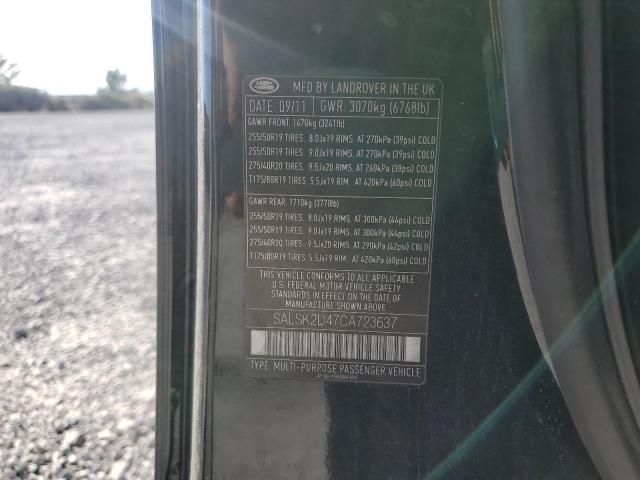 LAND ROVER
MFD BY LANDROVER IN THE UK
DATE: 09/11 GWR: 3070kg (6768lb)
GAWR FRONT: 1470kg (3241lb)
255/50R19 TIRES. 8.0Jx19 RIMS. AT 270kPa (39psi) COLD
255/50R19 TIRES. 9.0Jx19 RIMS. AT 270kPa (39psi) COLD
275/40R20 TIRES. 9.5Jx20 RIMS. AT 260kPa (38psi) COLD
T175/80R19 TIRES. 5.5Jx19 RIM. AT 420kPa (60psi) COLD
GAWR REAR: 1710kg (3770lb)
255/50R19 TIRES. 8.0Jx19 RIMS. AT 300kPa (44psi) COLD
255/50R19 TIRES. 9.0Jx19 RIMS. AT 300kPa (44psi) COLD
275/40R20 TIRES. 9.5Jx20 RIMS. AT 290kPa (42psi) COLD
T175/80R19 TIRES. 5.5Jx19 RIM. AT 420kPa (60psi) COLD
THIS VEHICLE CONFORMS TO ALL APPLICABLE
U.S. FEDERAL MOTOR VEHICLE SAFETY
STANDARDS IN EFFECT ON THE DATE OF
MANUFACTURE SHOWN ABOVE
SALSK2D47CA723637
TYPE: MULTI-PURPOSE PASSENGER VEHICLE